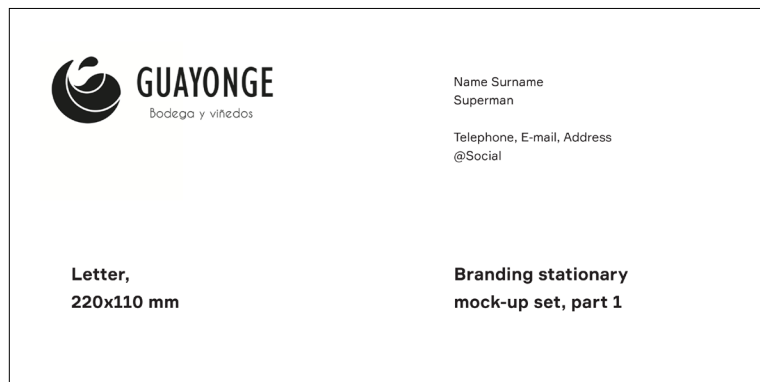 GUAYONGE
Bodega y viñedos
Name Surname
Superman
Telephone, E-mail, Address
@Social
Letter,
220x110 mm
Branding stationary
mock-up set, part 1